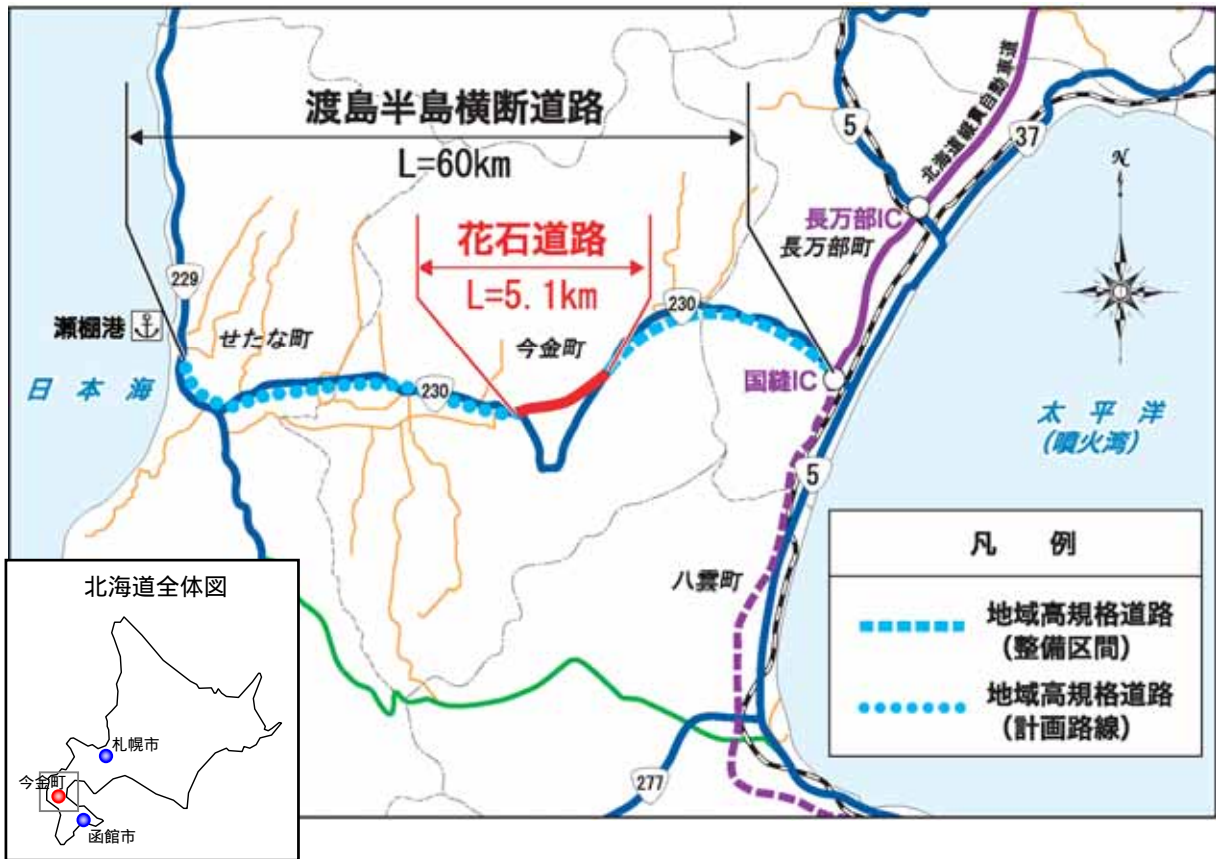 渡島半島横断道路
L=60km
花石道路
L=5.1km
5
北海道縦貫自動車道
37
N
長万部IC
長万部町
229
230
瀬棚港
せたな町
今金町
日本海
230
国縫IC
太平洋
(噴火湾)
5
八雲町
277
凡 例
地域高規格道路
(整備区間)
地域高規格道路
(計画路線)
北海道全体図
札幌市
今金町
函館市